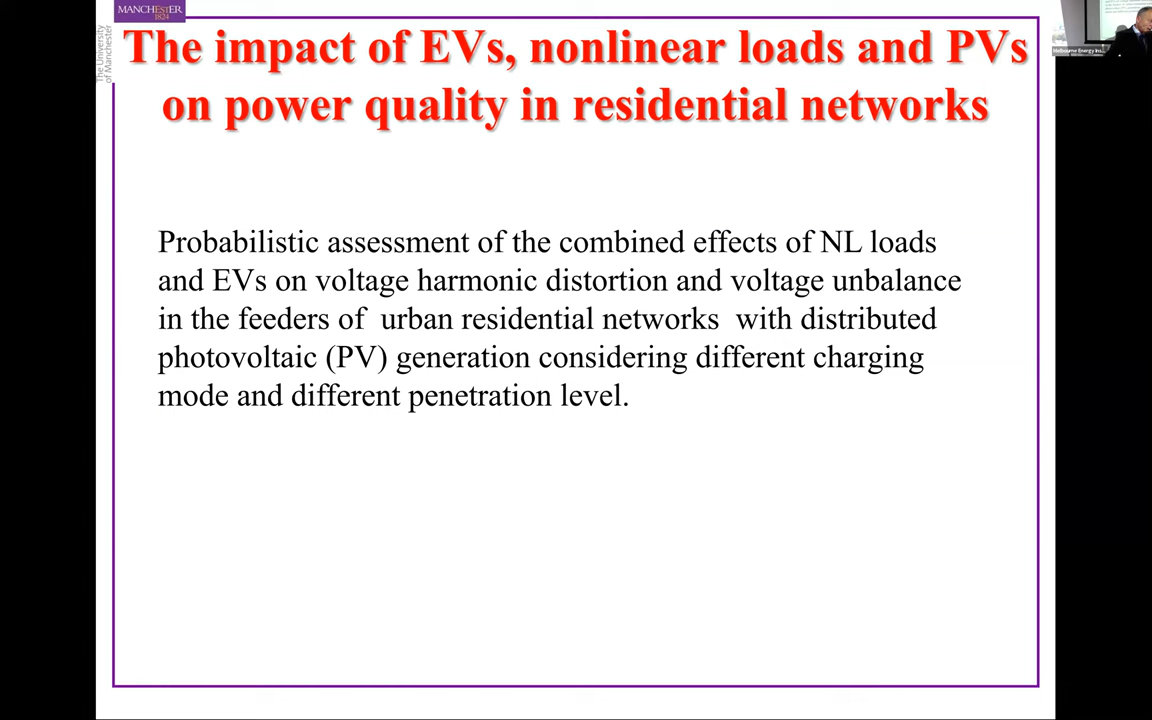 MANCHESTER
1824
The University
of Manchester
The impact of EVs, nonlinear loads and PVs
on power quality in residential networks
Probabilistic assessment of the combined effects of NL loads
and EVs on voltage harmonic distortion and voltage unbalance
in the feeders of urban residential networks with distributed
photovoltaic (PV) generation considering different charging
mode and different penetration level.
Melbourne Energy Ins...